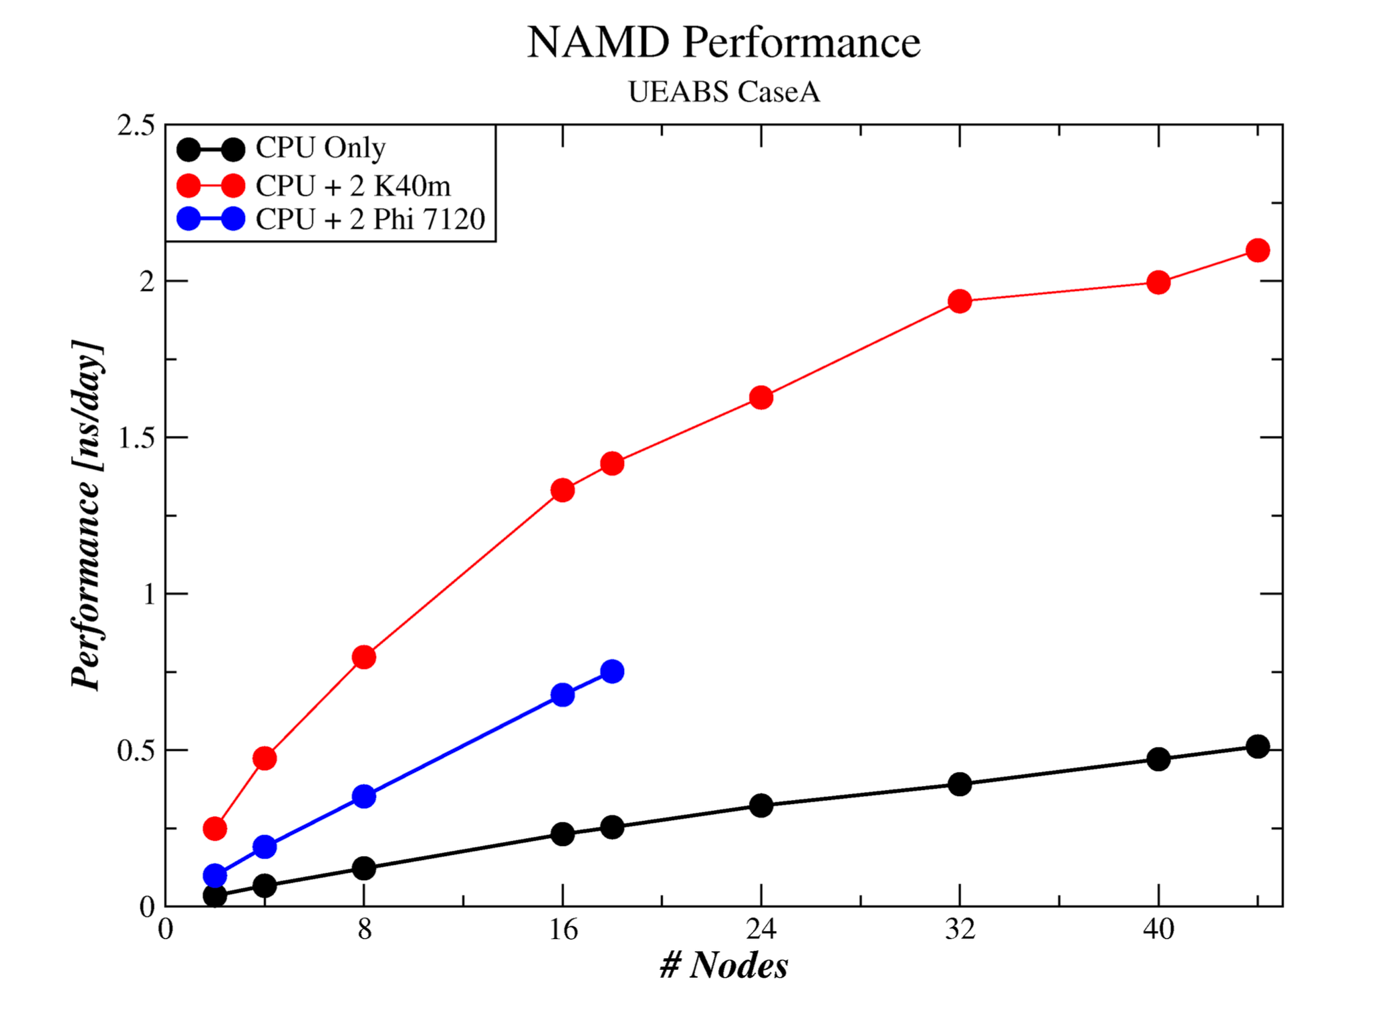 NAMD Performance
UEABS CaseA
CPU Only
CPU + 2 K40m
CPU + 2 Phi 7120
Performance [ns/day]
2.5
2
1.5
1
0.5
0
0 8 16 24 32 40
# Nodes